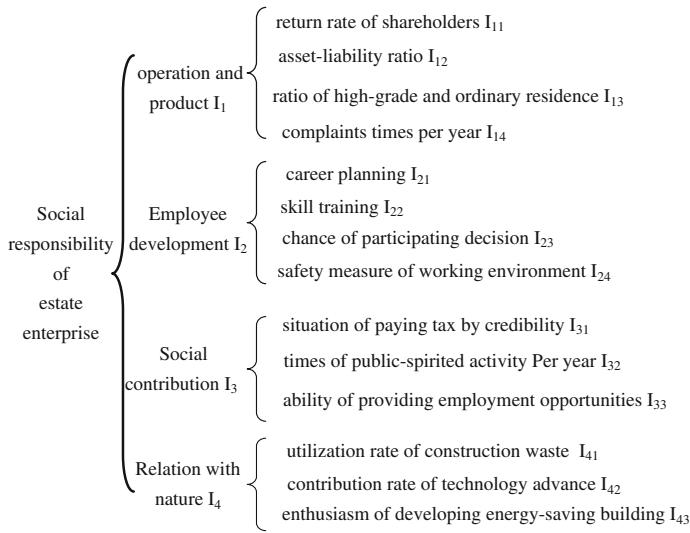 Social
responsibility
of
estate
enterprise
operation and
product I₁
return rate of shareholders I₁₁
asset-liability ratio I₁₂
ratio of high-grade and ordinary residence I₁₃
complaints times per year I₁₄
Employee
development I₂
career planning I₂₁
skill training I₂₂
chance of participating decision I₂₃
safety measure of working environment I₂₄
Social
contribution I₃
situation of paying tax by credibility I₃₁
times of public-spirited activity Per year I₃₂
ability of providing employment opportunities I₃₃
Relation with
nature I₄
utilization rate of construction waste I₄₁
contribution rate of technology advance I₄₂
enthusiasm of developing energy-saving building I₄₃